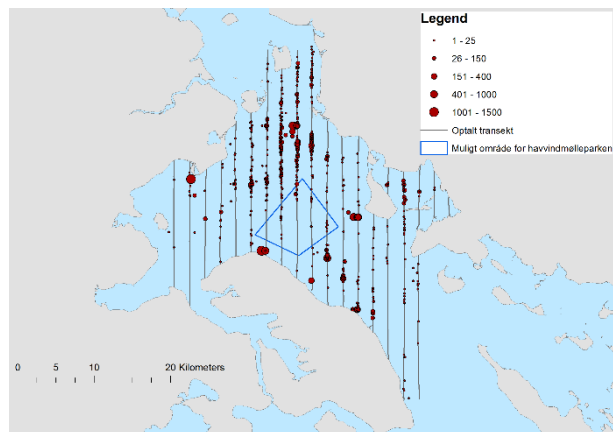 Legend
1 - 25
26 - 150
151 - 400
401 - 1000
1001 - 1500
Optalt transekt
Muligt område for havvindmølleparken
0 5 10 20 Kilometers